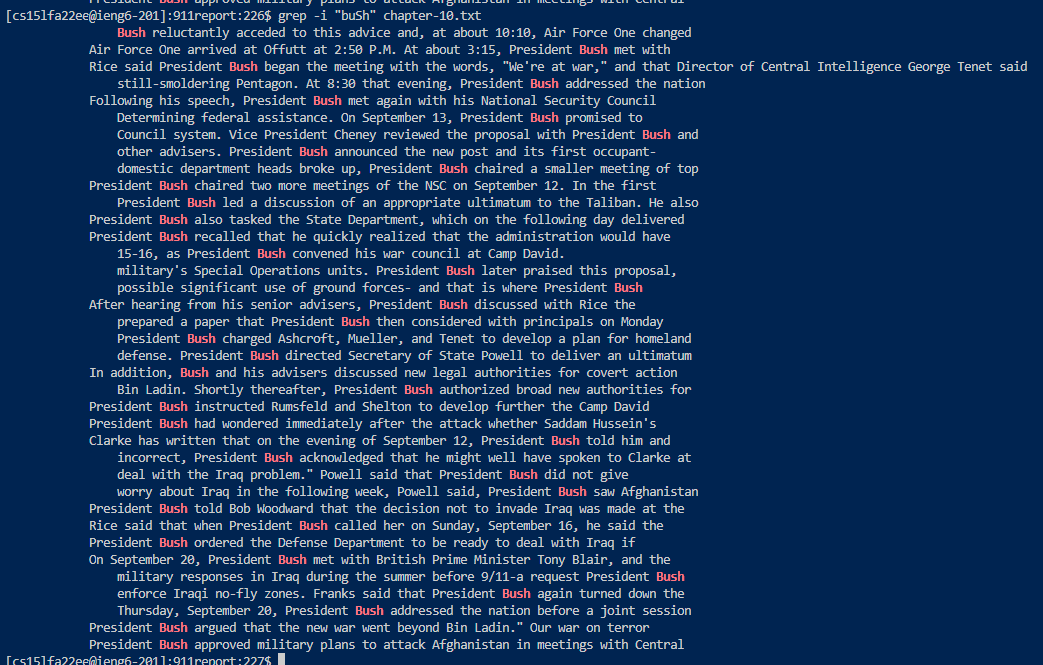 President Bush approved military plans to attack Afghanistan in meetings with Central
[cs15lfa22ee@ieng6-201]:911report:226$ grep -i "buSh" chapter-10.txt
Bush reluctantly acceded to this advice and, at about 10:10, Air Force One changed
Air Force One arrived at Offutt at 2:50 P.M. At about 3:15, President Bush met with
Rice said President Bush began the meeting with the words, "We're at war," and that Director of Central Intelligence George Tenet said
still-smoldering Pentagon. At 8:30 that evening, President Bush addressed the nation
Following his speech, President Bush met again with his National Security Council
Determining federal assistance. On September 13, President Bush promised to
Council system. Vice President Cheney reviewed the proposal with President Bush and
other advisers. President Bush announced the new post and its first occupant-
domestic department heads broke up, President Bush chaired a smaller meeting of top
President Bush chaired two more meetings of the NSC on September 12. In the first
President Bush led a discussion of an appropriate ultimatum to the Taliban. He also
President Bush also tasked the State Department, which on the following day delivered
President Bush recalled that he quickly realized that the administration would have
15-16, as President Bush convened his war council at Camp David.
military's Special Operations units. President Bush later praised this proposal,
possible significant use of ground forces- and that is where President Bush
After hearing from his senior advisers, President Bush discussed with Rice the
prepared a paper that President Bush then considered with principals on Monday
President Bush charged Ashcroft, Mueller, and Tenet to develop a plan for homeland
defense. President Bush directed Secretary of State Powell to deliver an ultimatum
In addition, Bush and his advisers discussed new legal authorities for covert action
Bin Ladin. Shortly thereafter, President Bush authorized broad new authorities for
President Bush instructed Rumsfeld and Shelton to develop further the Camp David
President Bush had wondered immediately after the attack whether Saddam Hussein's
Clarke has written that on the evening of September 12, President Bush told him and
incorrect, President Bush acknowledged that he might well have spoken to Clarke at
deal with the Iraq problem." Powell said that President Bush did not give
worry about Iraq in the following week, Powell said, President Bush saw Afghanistan
President Bush told Bob Woodward that the decision not to invade Iraq was made at the
Rice said that when President Bush called her on Sunday, September 16, he said the
President Bush ordered the Defense Department to be ready to deal with Iraq if
On September 20, President Bush met with British Prime Minister Tony Blair, and the
military responses in Iraq during the summer before 9/11-a request President Bush
enforce Iraqi no-fly zones. Franks said that President Bush again turned down the
Thursday, September 20, President Bush addressed the nation before a joint session
President Bush argued that the new war went beyond Bin Ladin." Our war on terror
President Bush approved military plans to attack Afghanistan in meetings with Central
[cs15lfa22ee@ieng6-201]:911report:227$